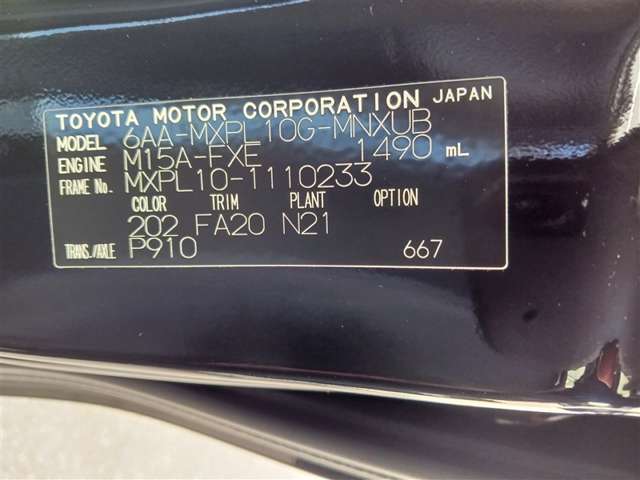 TOYOTA MOTOR CORPORATION JAPAN
MODEL 6AA-MXPL10G-MNXUB
ENGINE M15A-FXE 1490 mL
FRAME No. MXPL10-1110233
COLOR TRIM PLANT OPTION
202 FA20 N21
TRANS./AXLE P910 667